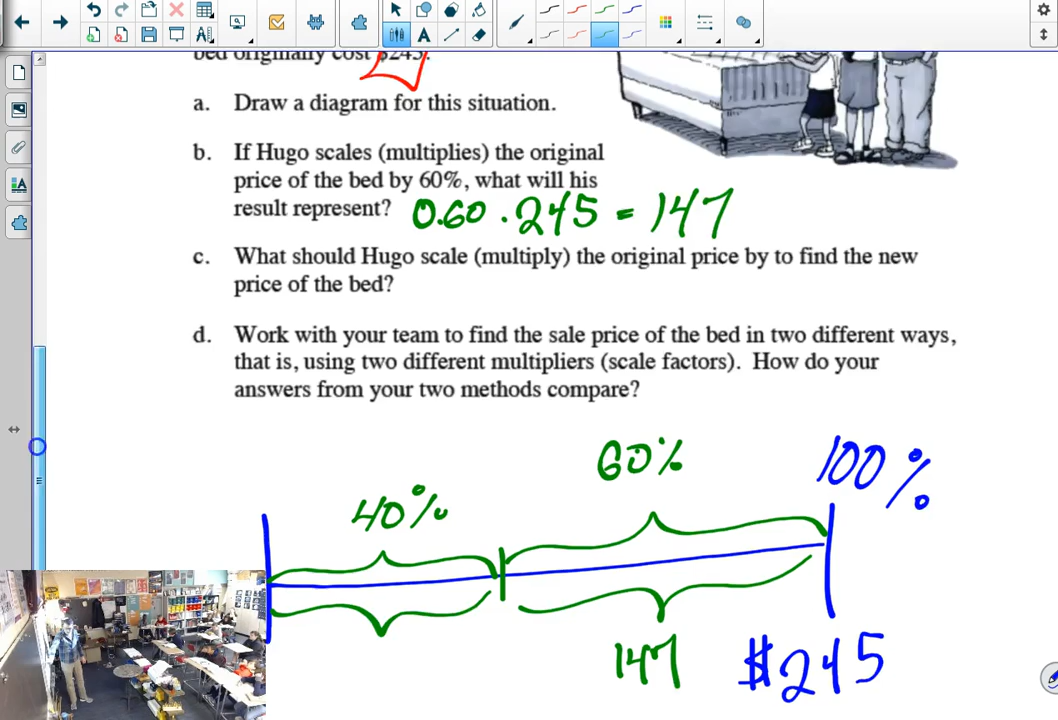 bed originally cost $245.
a. Draw a diagram for this situation.
b. If Hugo scales (multiplies) the original
price of the bed by 60%, what will his
result represent? 0.60 · 245 = 147
c. What should Hugo scale (multiply) the original price by to find the new
price of the bed?
d. Work with your team to find the sale price of the bed in two different ways,
that is, using two different multipliers (scale factors). How do your
answers from your two methods compare?
60%
100%
40%
147
$245